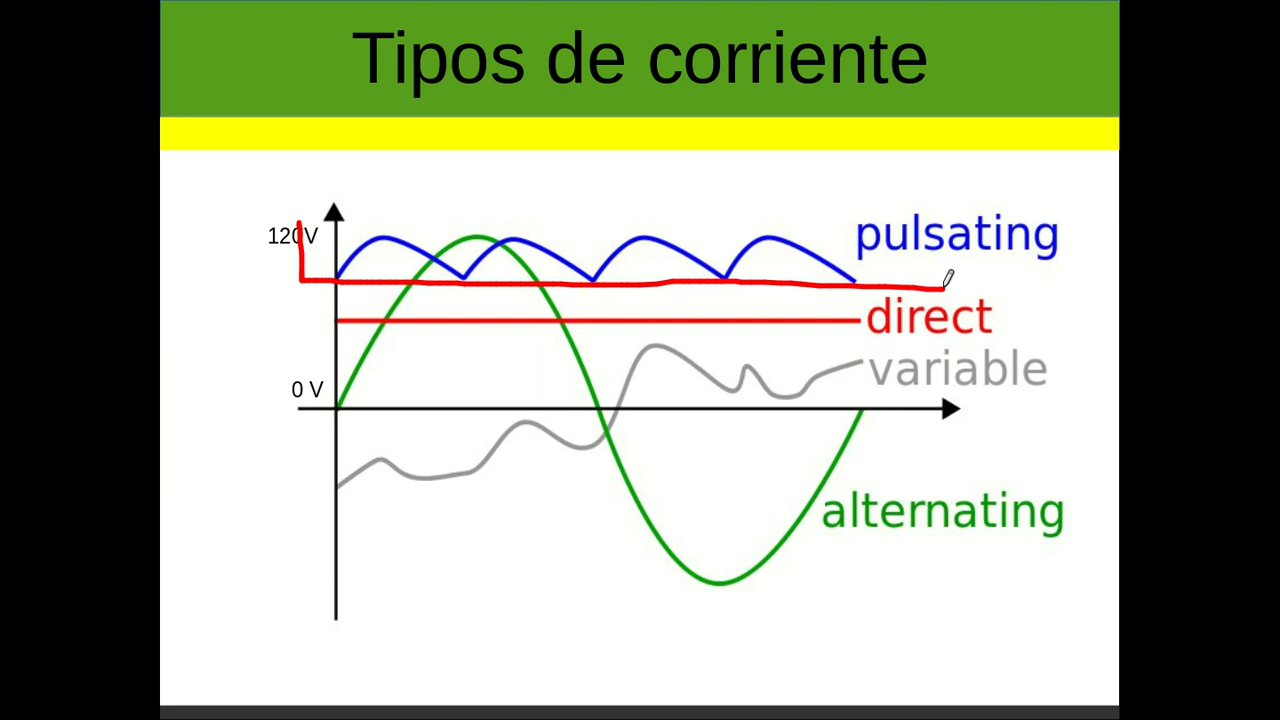 Tipos de corriente
120V
pulsating
direct
variable
0 V
alternating